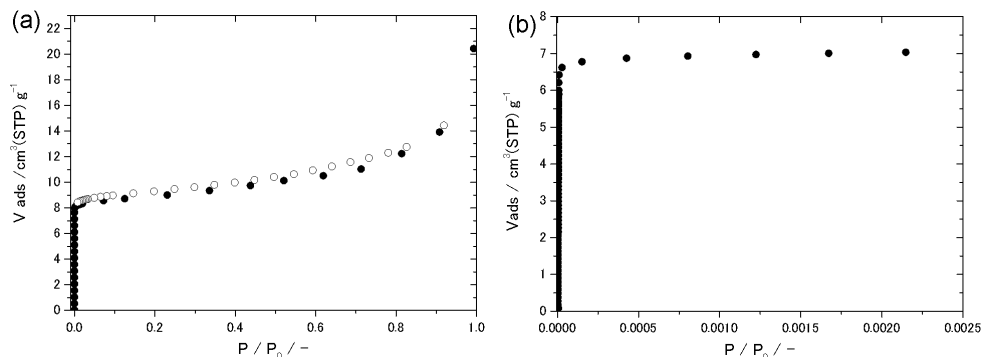 (a)
V ads / cm³(STP) g⁻¹
22
20
18
16
14
12
10
8
6
4
2
0
0.0 0.2 0.4 0.6 0.8 1.0
P / P₀ / −
(b)
Vads / cm³(STP) g⁻¹
8
7
6
5
4
3
2
1
0
0.0000 0.0005 0.0010 0.0015 0.0020 0.0025
P / P₀ / −